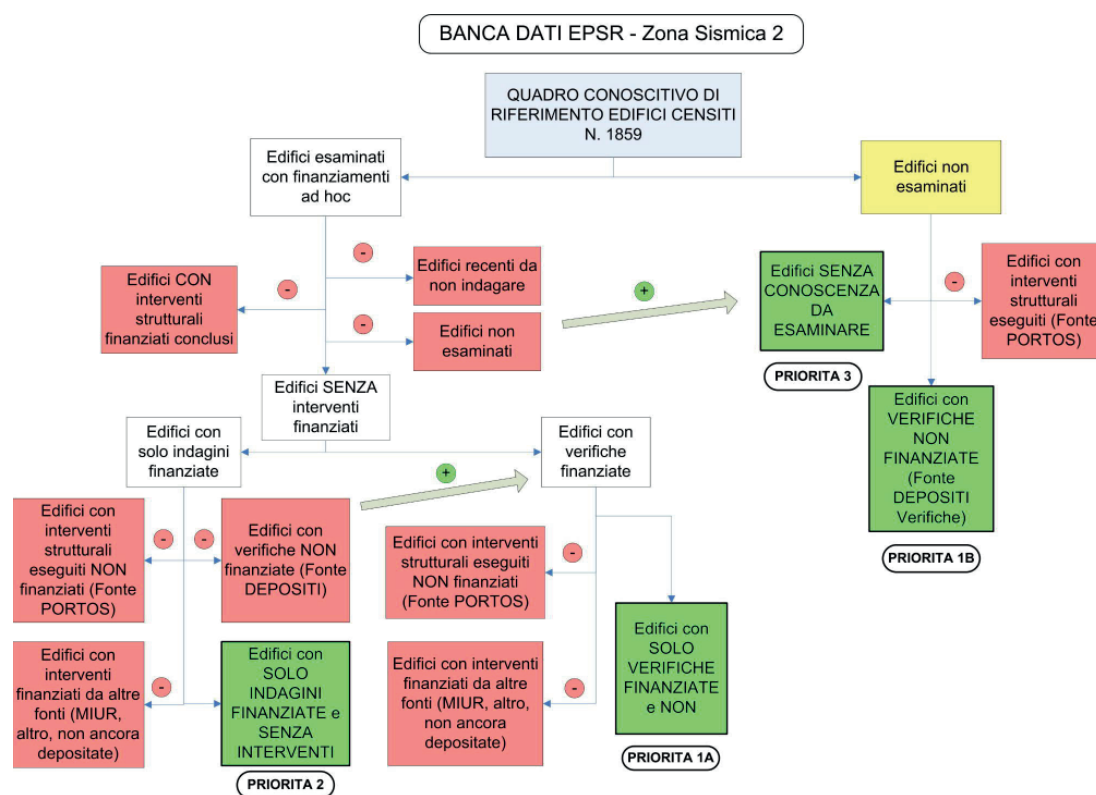 BANCA DATI EPSR - Zona Sismica 2
QUADRO CONOSCITIVO DI
RIFERIMENTO EDIFICI CENSITI
N. 1859
Edifici esaminati
con finanziamenti
ad hoc
Edifici non
esaminati
-
Edifici recenti da
non indagare
-
Edifici CON
interventi
strutturali
finanziati conclusi
-
Edifici non
esaminati
+
Edifici SENZA
CONOSCENZA
DA
ESAMINARE
PRIORITA 3
-
Edifici con
interventi
strutturali
eseguiti (Fonte
PORTOS)
Edifici SENZA
interventi
finanziati
Edifici con
VERIFICHE
NON
FINANZIATE
(Fonte
DEPOSITI
Verifiche)
PRIORITA 1B
Edifici con
solo indagini
finanziate
+
Edifici con
verifiche
finanziate
Edifici con
interventi
strutturali
eseguiti NON
finanziati (Fonte
PORTOS)
-
-
Edifici con
verifiche NON
finanziate (Fonte
DEPOSITI)
Edifici con interventi
strutturali eseguiti
NON finanziati
(Fonte PORTOS)
-
Edifici con
SOLO
VERIFICHE
FINANZIATE
e NON
PRIORITA 1A
Edifici con
interventi
finanziati da altre
fonti (MIUR,
altro, non ancora
depositate)
-
Edifici con
SOLO
INDAGINI
FINANZIATE e
SENZA
INTERVENTI
PRIORITA 2
Edifici con interventi
finanziati da altre
fonti (MIUR, altro,
non ancora
depositate)
-